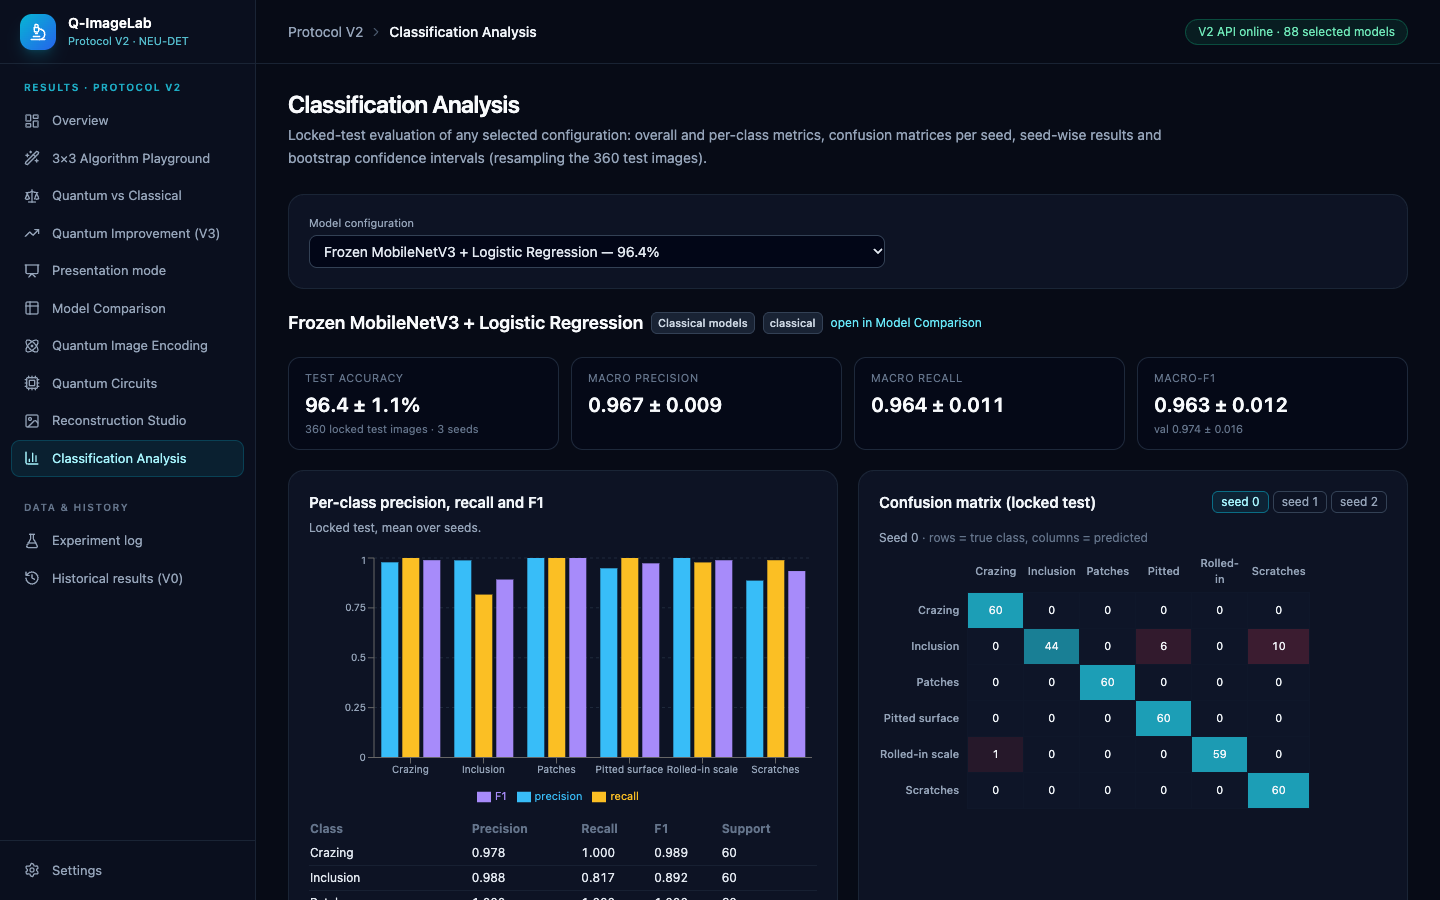 Q-ImageLab
Protocol V2 · NEU-DET
RESULTS · PROTOCOL V2
Overview
3×3 Algorithm Playground
Quantum vs Classical
Quantum Improvement (V3)
Presentation mode
Model Comparison
Quantum Image Encoding
Quantum Circuits
Reconstruction Studio
Classification Analysis
DATA & HISTORY
Experiment log
Historical results (V0)
Settings
Protocol V2 > Classification Analysis
V2 API online · 88 selected models
Classification Analysis
Locked-test evaluation of any selected configuration: overall and per-class metrics, confusion matrices per seed, seed-wise results and
bootstrap confidence intervals (resampling the 360 test images).
Model configuration
Frozen MobileNetV3 + Logistic Regression — 96.4%
Frozen MobileNetV3 + Logistic Regression Classical models classical open in Model Comparison
TEST ACCURACY
96.4 ± 1.1%
360 locked test images · 3 seeds
MACRO PRECISION
0.967 ± 0.009
MACRO RECALL
0.964 ± 0.011
MACRO-F1
0.963 ± 0.012
val 0.974 ± 0.016
Per-class precision, recall and F1
Locked test, mean over seeds.
1
0.75
0.5
0.25
0
Crazing Inclusion Patches Pitted surface Rolled-in scale Scratches
F1 precision recall
Class Precision Recall F1 Support
Crazing 0.978 1.000 0.989 60
Inclusion 0.988 0.817 0.892 60
Confusion matrix (locked test)
seed 0 seed 1 seed 2
Seed 0 · rows = true class, columns = predicted
Crazing Inclusion Patches Pitted Rolled-in Scratches
Crazing 60 0 0 0 0 0
Inclusion 0 44 0 6 0 10
Patches 0 0 60 0 0 0
Pitted surface 0 0 0 60 0 0
Rolled-in scale 1 0 0 0 59 0
Scratches 0 0 0 0 0 60